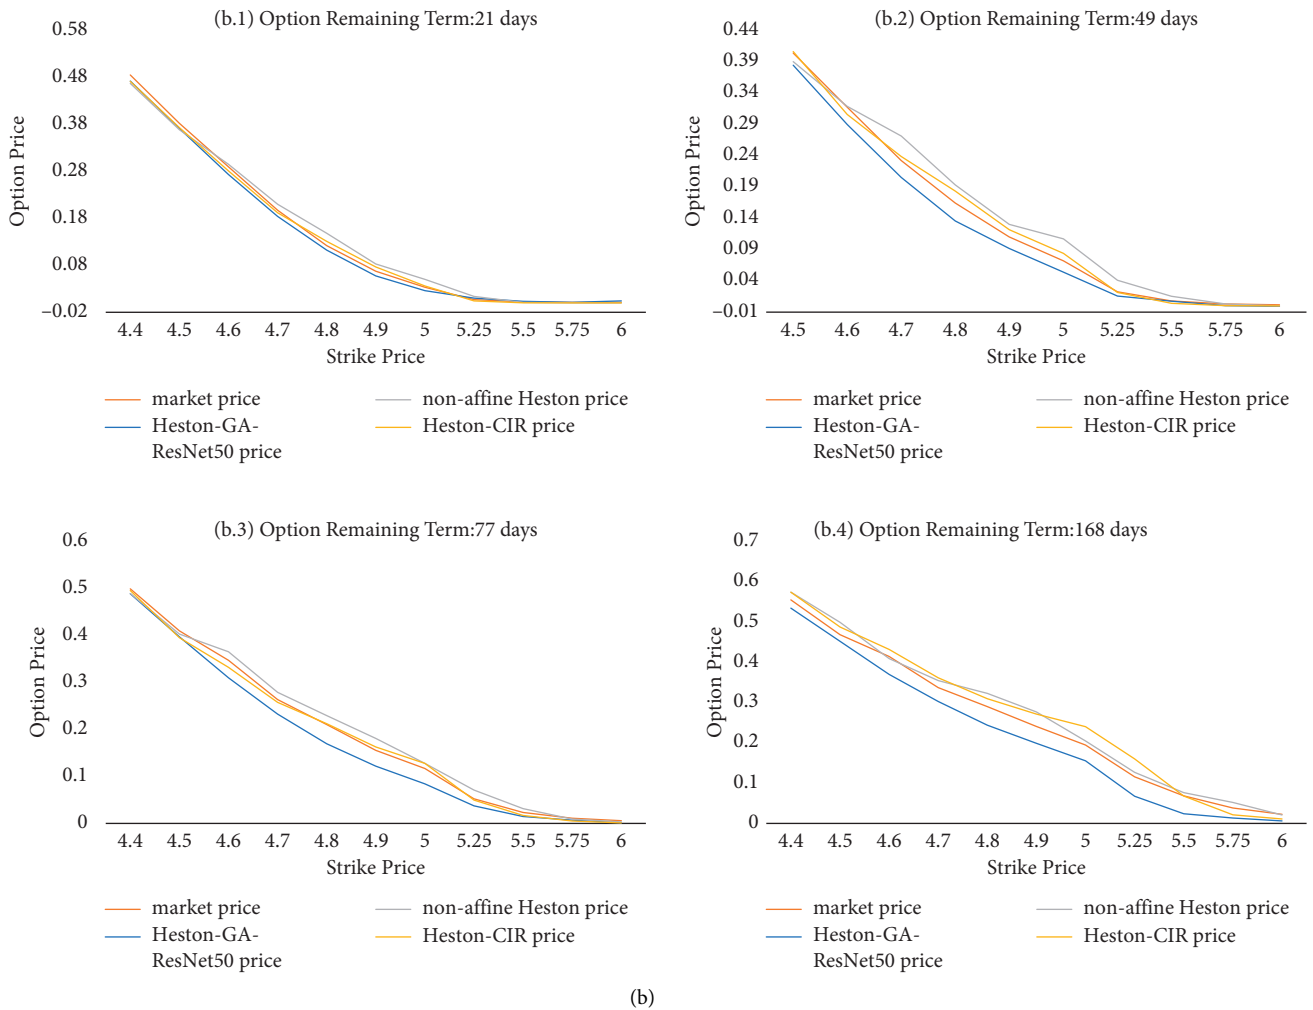 (b.1) Option Remaining Term:21 days
0.58
0.48
0.38
0.28
0.18
0.08
–0.02
Option Price
4.4 4.5 4.6 4.7 4.8 4.9 5 5.25 5.5 5.75 6
Strike Price
market price
non-affine Heston price
Heston-GA-
ResNet50 price
Heston-CIR price
(b.2) Option Remaining Term:49 days
0.44
0.39
0.34
0.29
0.24
0.19
0.14
0.09
0.04
–0.01
Option Price
4.5 4.6 4.7 4.8 4.9 5 5.25 5.5 5.75 6
Strike Price
market price
non-affine Heston price
Heston-GA-
ResNet50 price
Heston-CIR price
(b.3) Option Remaining Term:77 days
0.6
0.5
0.4
0.3
0.2
0.1
0
Option Price
4.4 4.5 4.6 4.7 4.8 4.9 5 5.25 5.5 5.75 6
Strike Price
market price
non-affine Heston price
Heston-GA-
ResNet50 price
Heston-CIR price
(b.4) Option Remaining Term:168 days
0.7
0.6
0.5
0.4
0.3
0.2
0.1
0
Option Price
4.4 4.5 4.6 4.7 4.8 4.9 5 5.25 5.5 5.75 6
Strike Price
market price
non-affine Heston price
Heston-GA-
ResNet50 price
Heston-CIR price
(b)